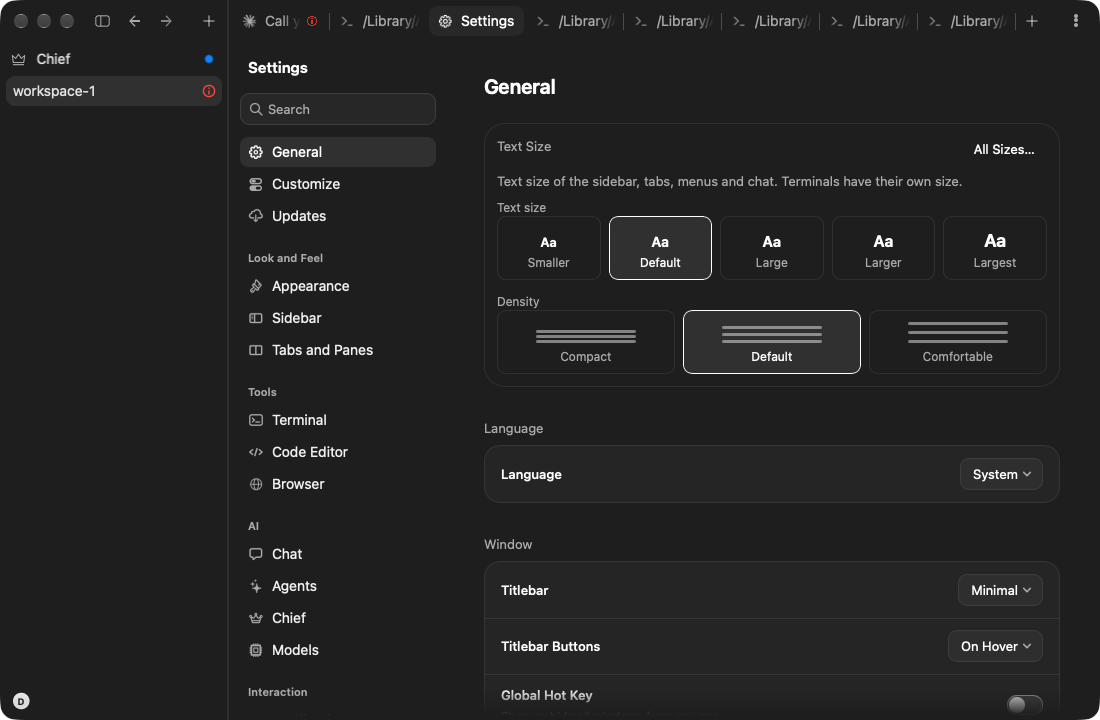 Call
/Library/
Settings
/Library/
/Library/
/Library/
/Library/
/Library/
Chief
workspace-1
D
Settings
Search
General
Customize
Updates
Look and Feel
Appearance
Sidebar
Tabs and Panes
Tools
Terminal
Code Editor
Browser
AI
Chat
Agents
Chief
Models
Interaction
General
Text Size
All Sizes...
Text size of the sidebar, tabs, menus and chat. Terminals have their own size.
Text size
Aa Aa Aa Aa Aa
Smaller Default Large Larger Largest
Density
Compact Default Comfortable
Language
Language System
Window
Titlebar Minimal
Titlebar Buttons On Hover
Global Hot Key